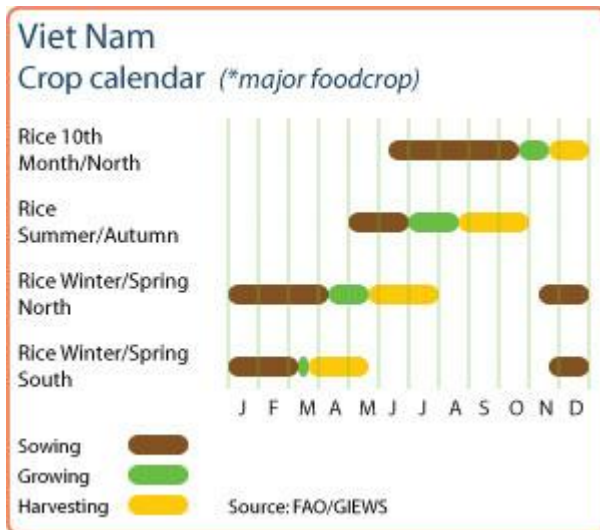 Viet Nam
Crop calendar (*major foodcrop)
Rice 10th
Month/North
Rice
Summer/Autumn
Rice Winter/Spring
North
Rice Winter/Spring
South
J F M A M J J A S O N D
Sowing
Growing
Harvesting
Source: FAO/GIEWS